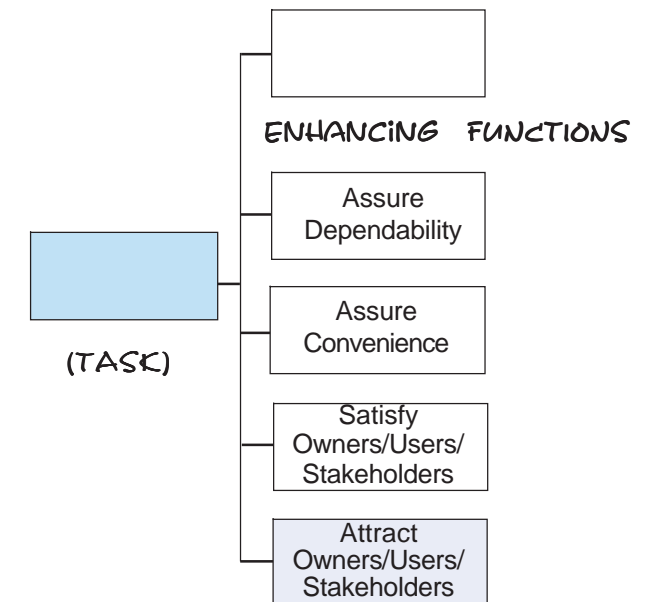 ENHANCING FUNCTIONS
Assure
Dependability
Assure
Convenience
(TASK)
Satisfy
Owners/Users/
Stakeholders
Attract
Owners/Users/
Stakeholders